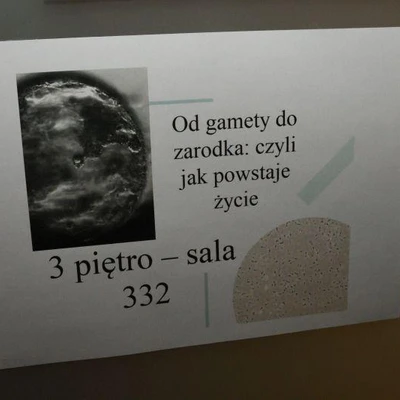 Od gamety do
zarodka: czyli
jak powstaje
życie
3 piętro – sala
332